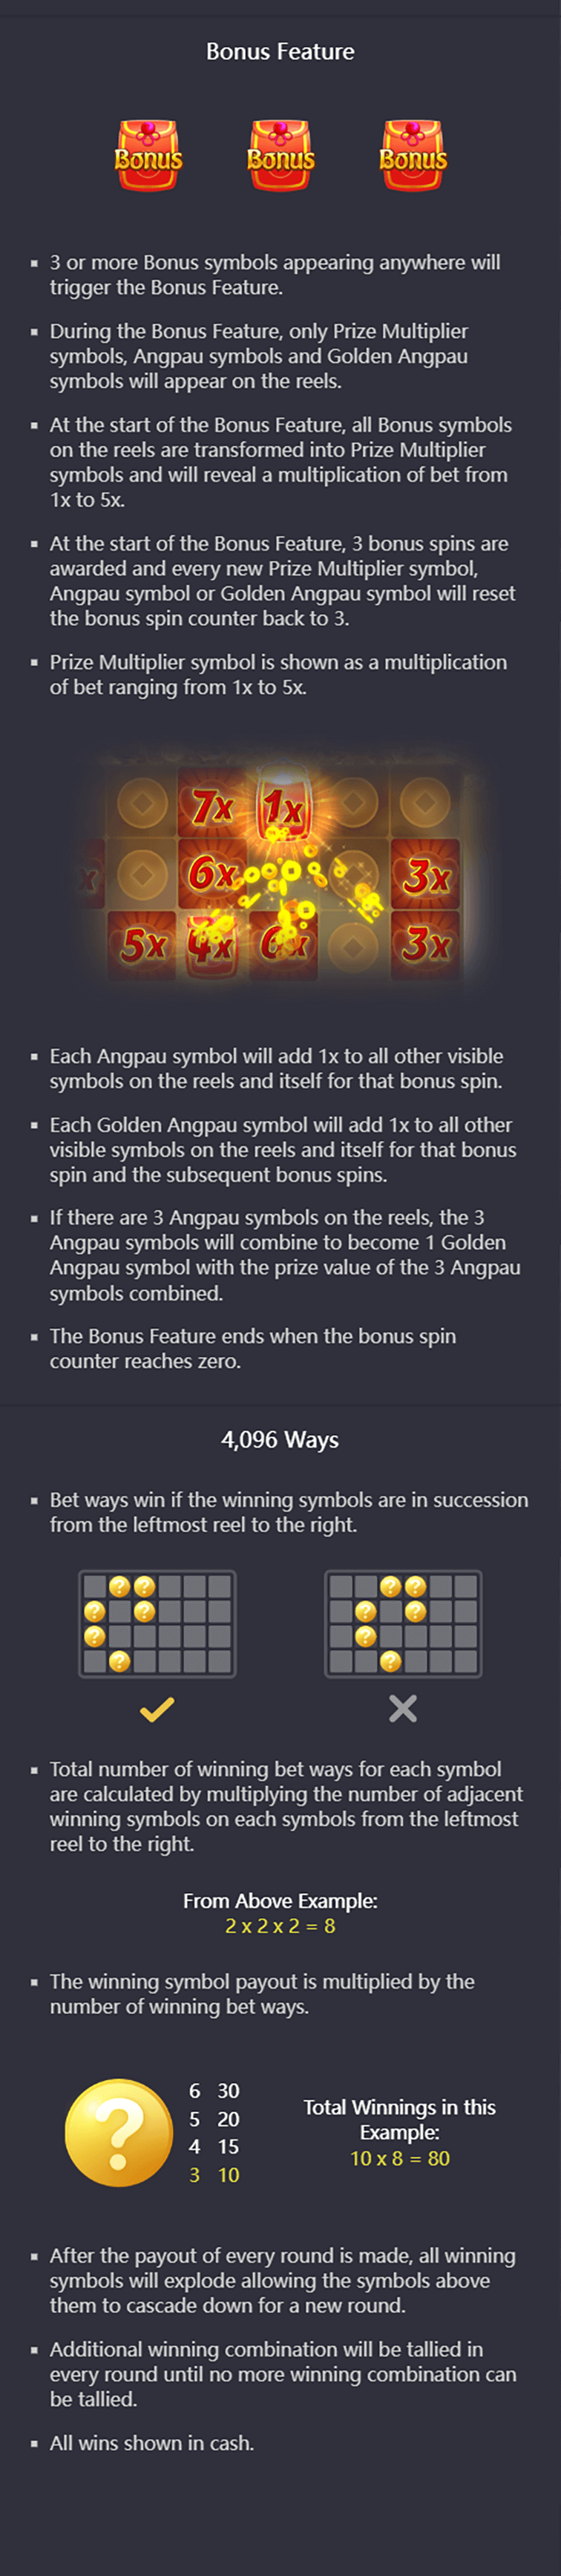 Bonus Feature
Bonus Bonus Bonus
▪ 3 or more Bonus symbols appearing anywhere will
trigger the Bonus Feature.
▪ During the Bonus Feature, only Prize Multiplier
symbols, Angpau symbols and Golden Angpau
symbols will appear on the reels.
▪ At the start of the Bonus Feature, all Bonus symbols
on the reels are transformed into Prize Multiplier
symbols and will reveal a multiplication of bet from
1x to 5x.
▪ At the start of the Bonus Feature, 3 bonus spins are
awarded and every new Prize Multiplier symbol,
Angpau symbol or Golden Angpau symbol will reset
the bonus spin counter back to 3.
▪ Prize Multiplier symbol is shown as a multiplication
of bet ranging from 1x to 5x.
7x 1x
x 6x 3x
5x 4x 3x
▪ Each Angpau symbol will add 1x to all other visible
symbols on the reels and itself for that bonus spin.
▪ Each Golden Angpau symbol will add 1x to all other
visible symbols on the reels and itself for that bonus
spin and the subsequent bonus spins.
▪ If there are 3 Angpau symbols on the reels, the 3
Angpau symbols will combine to become 1 Golden
Angpau symbol with the prize value of the 3 Angpau
symbols combined.
▪ The Bonus Feature ends when the bonus spin
counter reaches zero.
4,096 Ways
▪ Bet ways win if the winning symbols are in succession
from the leftmost reel to the right.
? ? ? ?
? ? ? ?
? ?
? ?
▪ Total number of winning bet ways for each symbol
are calculated by multiplying the number of adjacent
winning symbols on each symbols from the leftmost
reel to the right.
From Above Example:
2 x 2 x 2 = 8
▪ The winning symbol payout is multiplied by the
number of winning bet ways.
?
6 30
5 20
4 15
3 10
Total Winnings in this
Example:
10 x 8 = 80
▪ After the payout of every round is made, all winning
symbols will explode allowing the symbols above
them to cascade down for a new round.
▪ Additional winning combination will be tallied in
every round until no more winning combination can
be tallied.
▪ All wins shown in cash.